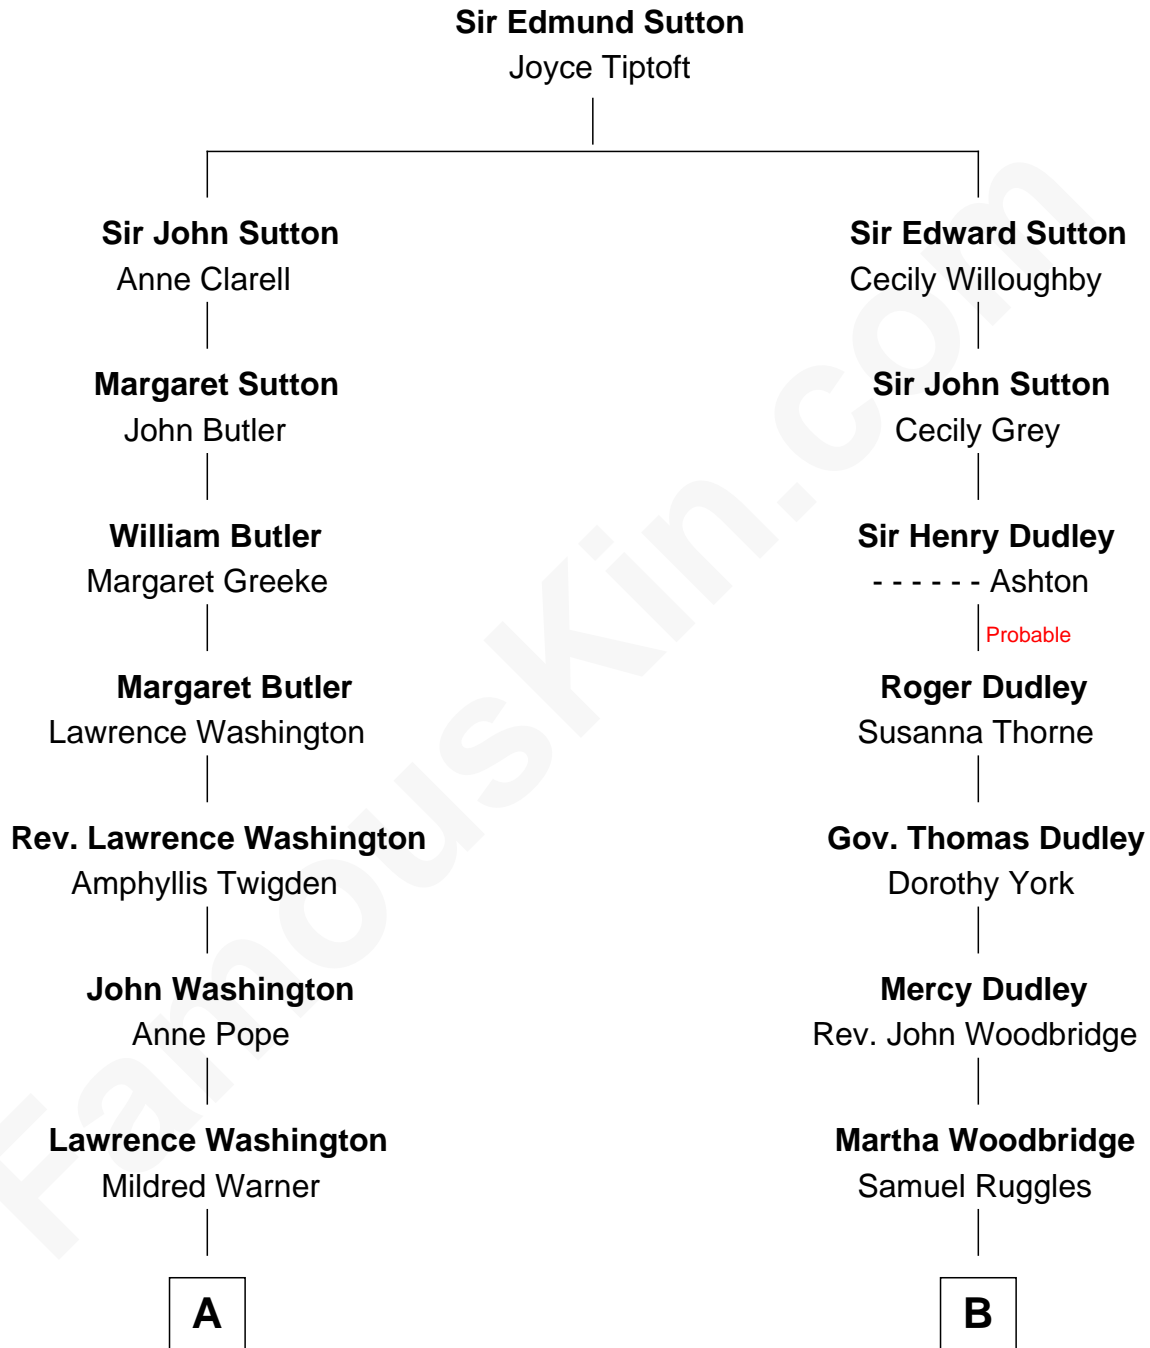 Sir Edmund Sutton
Joyce Tiptoft
Sir John Sutton
Anne Clarell
Margaret Sutton
John Butler
William Butler
Margaret Greeke
Margaret Butler
Lawrence Washington
Rev. Lawrence Washington
Amphyllis Twigden
John Washington
Anne Pope
Lawrence Washington
Mildred Warner
A
Sir Edward Sutton
Cecily Willoughby
Sir John Sutton
Cecily Grey
Sir Henry Dudley
- - - - - - Ashton
Probable
Roger Dudley
Susanna Thorne
Gov. Thomas Dudley
Dorothy York
Mercy Dudley
Rev. John Woodbridge
Martha Woodbridge
Samuel Ruggles
B
FamousKin.com